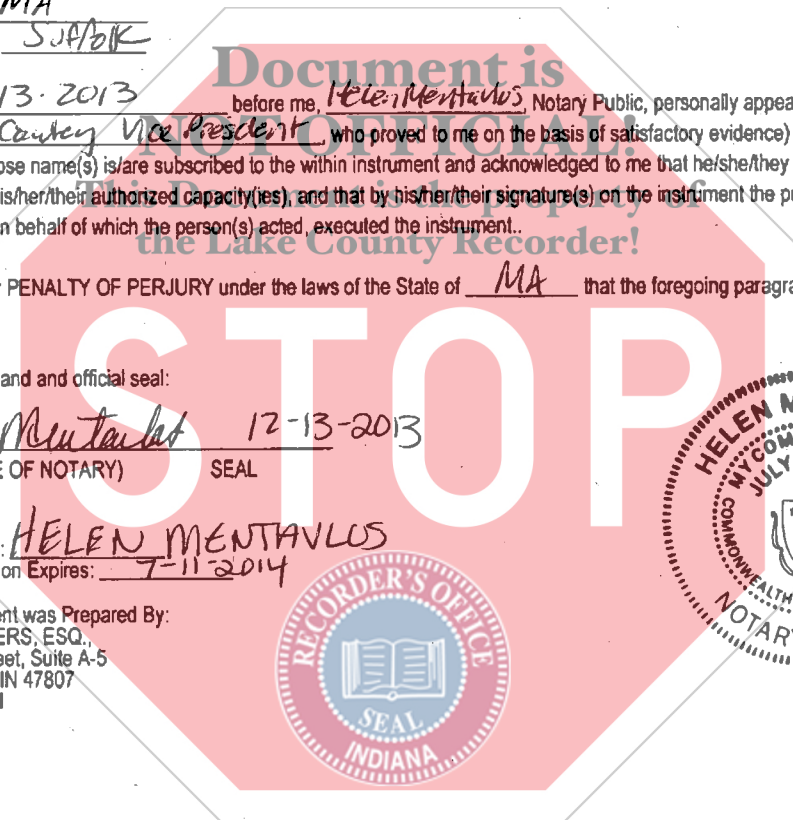 MA
Suffolk
Document is
13-2013 before me, Helen Mentavlos, Notary Public, personally appea
Cautey Vice President who proved to me on the basis of satisfactory evidence)
NOT OFFICIAL!
ose name(s) is/are subscribed to the within instrument and acknowledged to me that he/she/they
is/her/their authorized capacity(ies), and that by his/her/their signature(s) on the instrument the p
This Document is the property of
n behalf of which the person(s) acted, executed the instrument..
the Lake County Recorder!
PENALTY OF PERJURY under the laws of the State of MA that the foregoing paragra
STOP
and and official seal:
Mentavlos 12-13-2013
E OF NOTARY) SEAL
: HELEN MENTAVLOS
on Expires: 7-11-2014
ent was Prepared By:
ERS, ESQ.,
eet, Suite A-5
IN 47807
HELEN M
MY COM
JULY
COMMONWEALTH
NOTARY
RECORDER'S OFFICE
SEAL
INDIANA